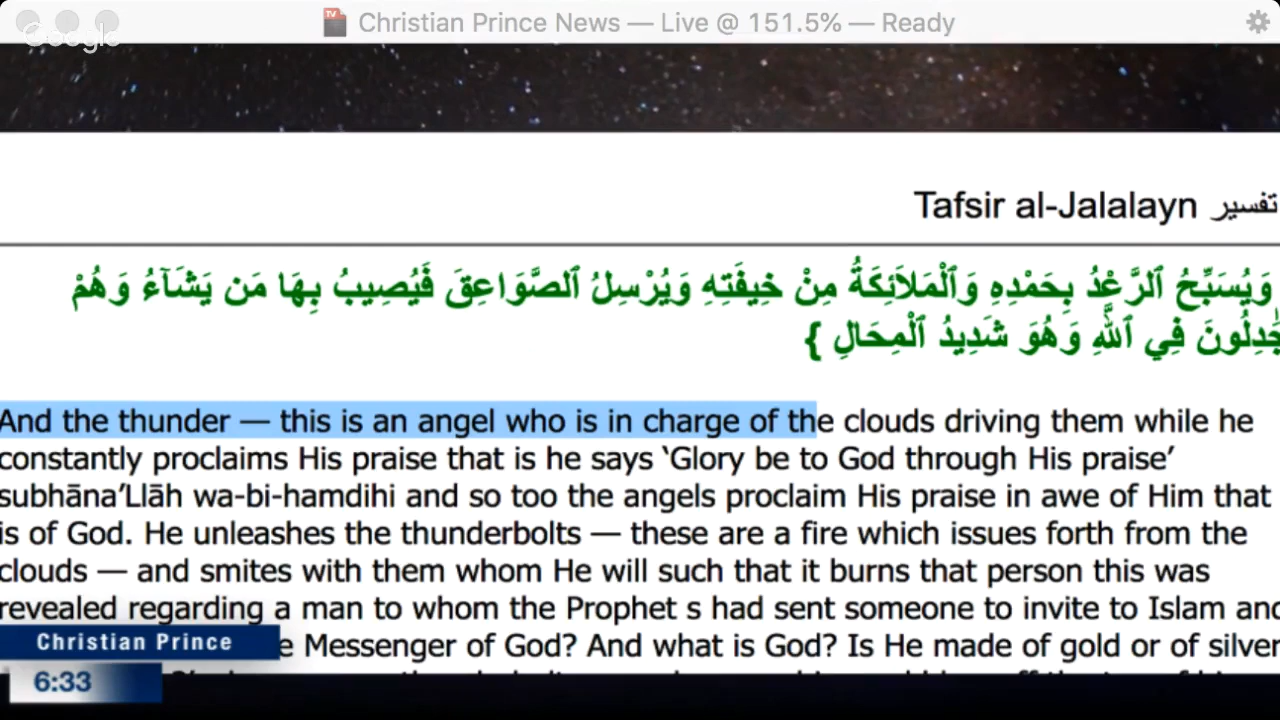 Google
TV
Christian Prince News — Live @ 151.5% — Ready
Tafsir al-Jalalayn تفسير
وَيُسَبِّحُ ٱلرَّعْدُ بِحَمْدِهِ وَٱلْمَلاَئِكَةُ مِنْ خِيفَتِهِ وَيُرْسِلُ ٱلصَّوَاعِقَ فَيُصِيبُ بِهَا مَن يَشَآءُ وَهُمْ
فِي ٱللَّهِ وَهُوَ شَدِيدُ ٱلْمِحَالِ }
And the thunder — this is an angel who is in charge of the clouds driving them while he
constantly proclaims His praise that is he says ‘Glory be to God through His praise’
subhāna’Llāh wa-bi-hamdihi and so too the angels proclaim His praise in awe of Him that
is of God. He unleashes the thunderbolts — these are a fire which issues forth from the
clouds — and smites with them whom He will such that it burns that person this was
revealed regarding a man to whom the Prophet s had sent someone to invite to Islam and
Messenger of God? And what is God? Is He made of gold or of silver
Christian Prince
6:33